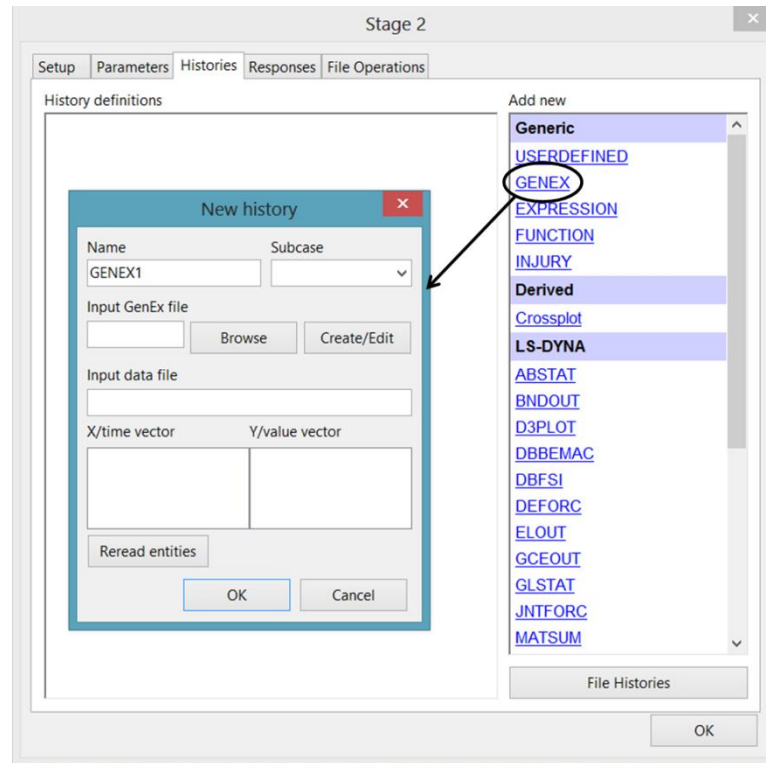 Stage 2
Setup Parameters Histories Responses File Operations
History definitions
Add new
Generic
USERDEFINED
GENEX
EXPRESSION
FUNCTION
INJURY
Derived
Crossplot
LS-DYNA
ABSTAT
BNDOUT
D3PLOT
DBBEMAC
DBFSI
DEFORC
ELOUT
GCEOUT
GLSTAT
JNTFORC
MATSUM
File Histories
New history
Name Subcase
GENEX1
Input GenEx file
Browse Create/Edit
Input data file
X/time vector Y/value vector
Reread entities
OK Cancel
OK